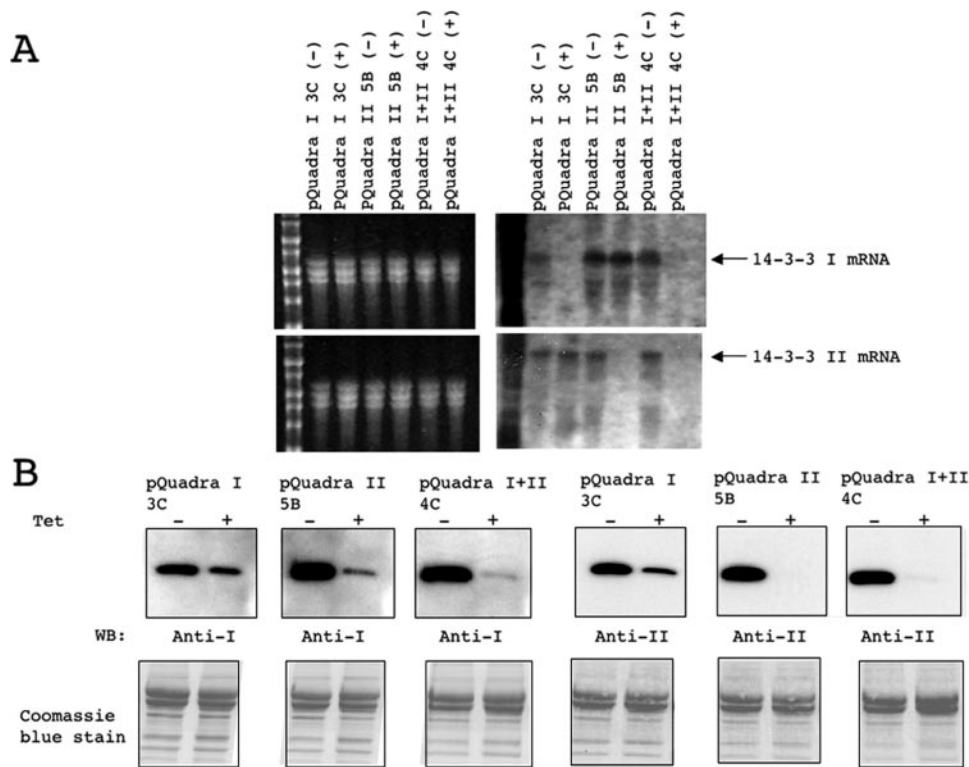 A
pQuadra I 3C (-)
pQuadra I 3C (+)
pQuadra II 5B (-)
pQuadra II 5B (+)
pQuadra I+II 4C (-)
pQuadra I+II 4C (+)
pQuadra I 3C (-)
pQuadra I 3C (+)
pQuadra II 5B (-)
pQuadra II 5B (+)
pQuadra I+II 4C (-)
pQuadra I+II 4C (+)
14-3-3 I mRNA
14-3-3 II mRNA
B
pQuadra I pQuadra II pQuadra I+II pQuadra I pQuadra II pQuadra I+II
3C 5B 4C 3C 5B 4C
Tet − + − + − + − + − + − +
WB: Anti-I Anti-I Anti-I Anti-II Anti-II Anti-II
Coomassie
blue stain